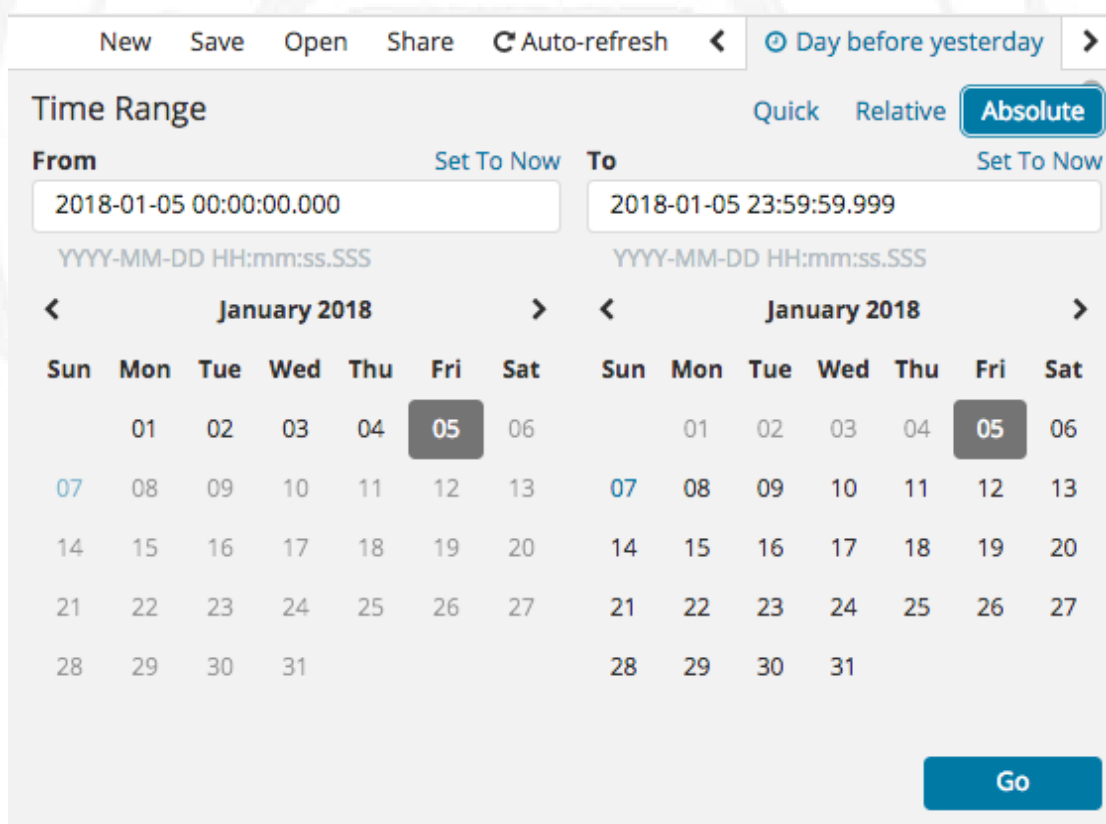 New Save Open Share Auto-refresh Day before yesterday
Time Range Quick Relative Absolute
From Set To Now To Set To Now
2018-01-05 00:00:00.000 2018-01-05 23:59:59.999
YYYY-MM-DD HH:mm:ss.SSS YYYY-MM-DD HH:mm:ss.SSS
January 2018 January 2018
Sun Mon Tue Wed Thu Fri Sat Sun Mon Tue Wed Thu Fri Sat
01 02 03 04 05 06 01 02 03 04 05 06
07 08 09 10 11 12 13 07 08 09 10 11 12 13
14 15 16 17 18 19 20 14 15 16 17 18 19 20
21 22 23 24 25 26 27 21 22 23 24 25 26 27
28 29 30 31 28 29 30 31
Go